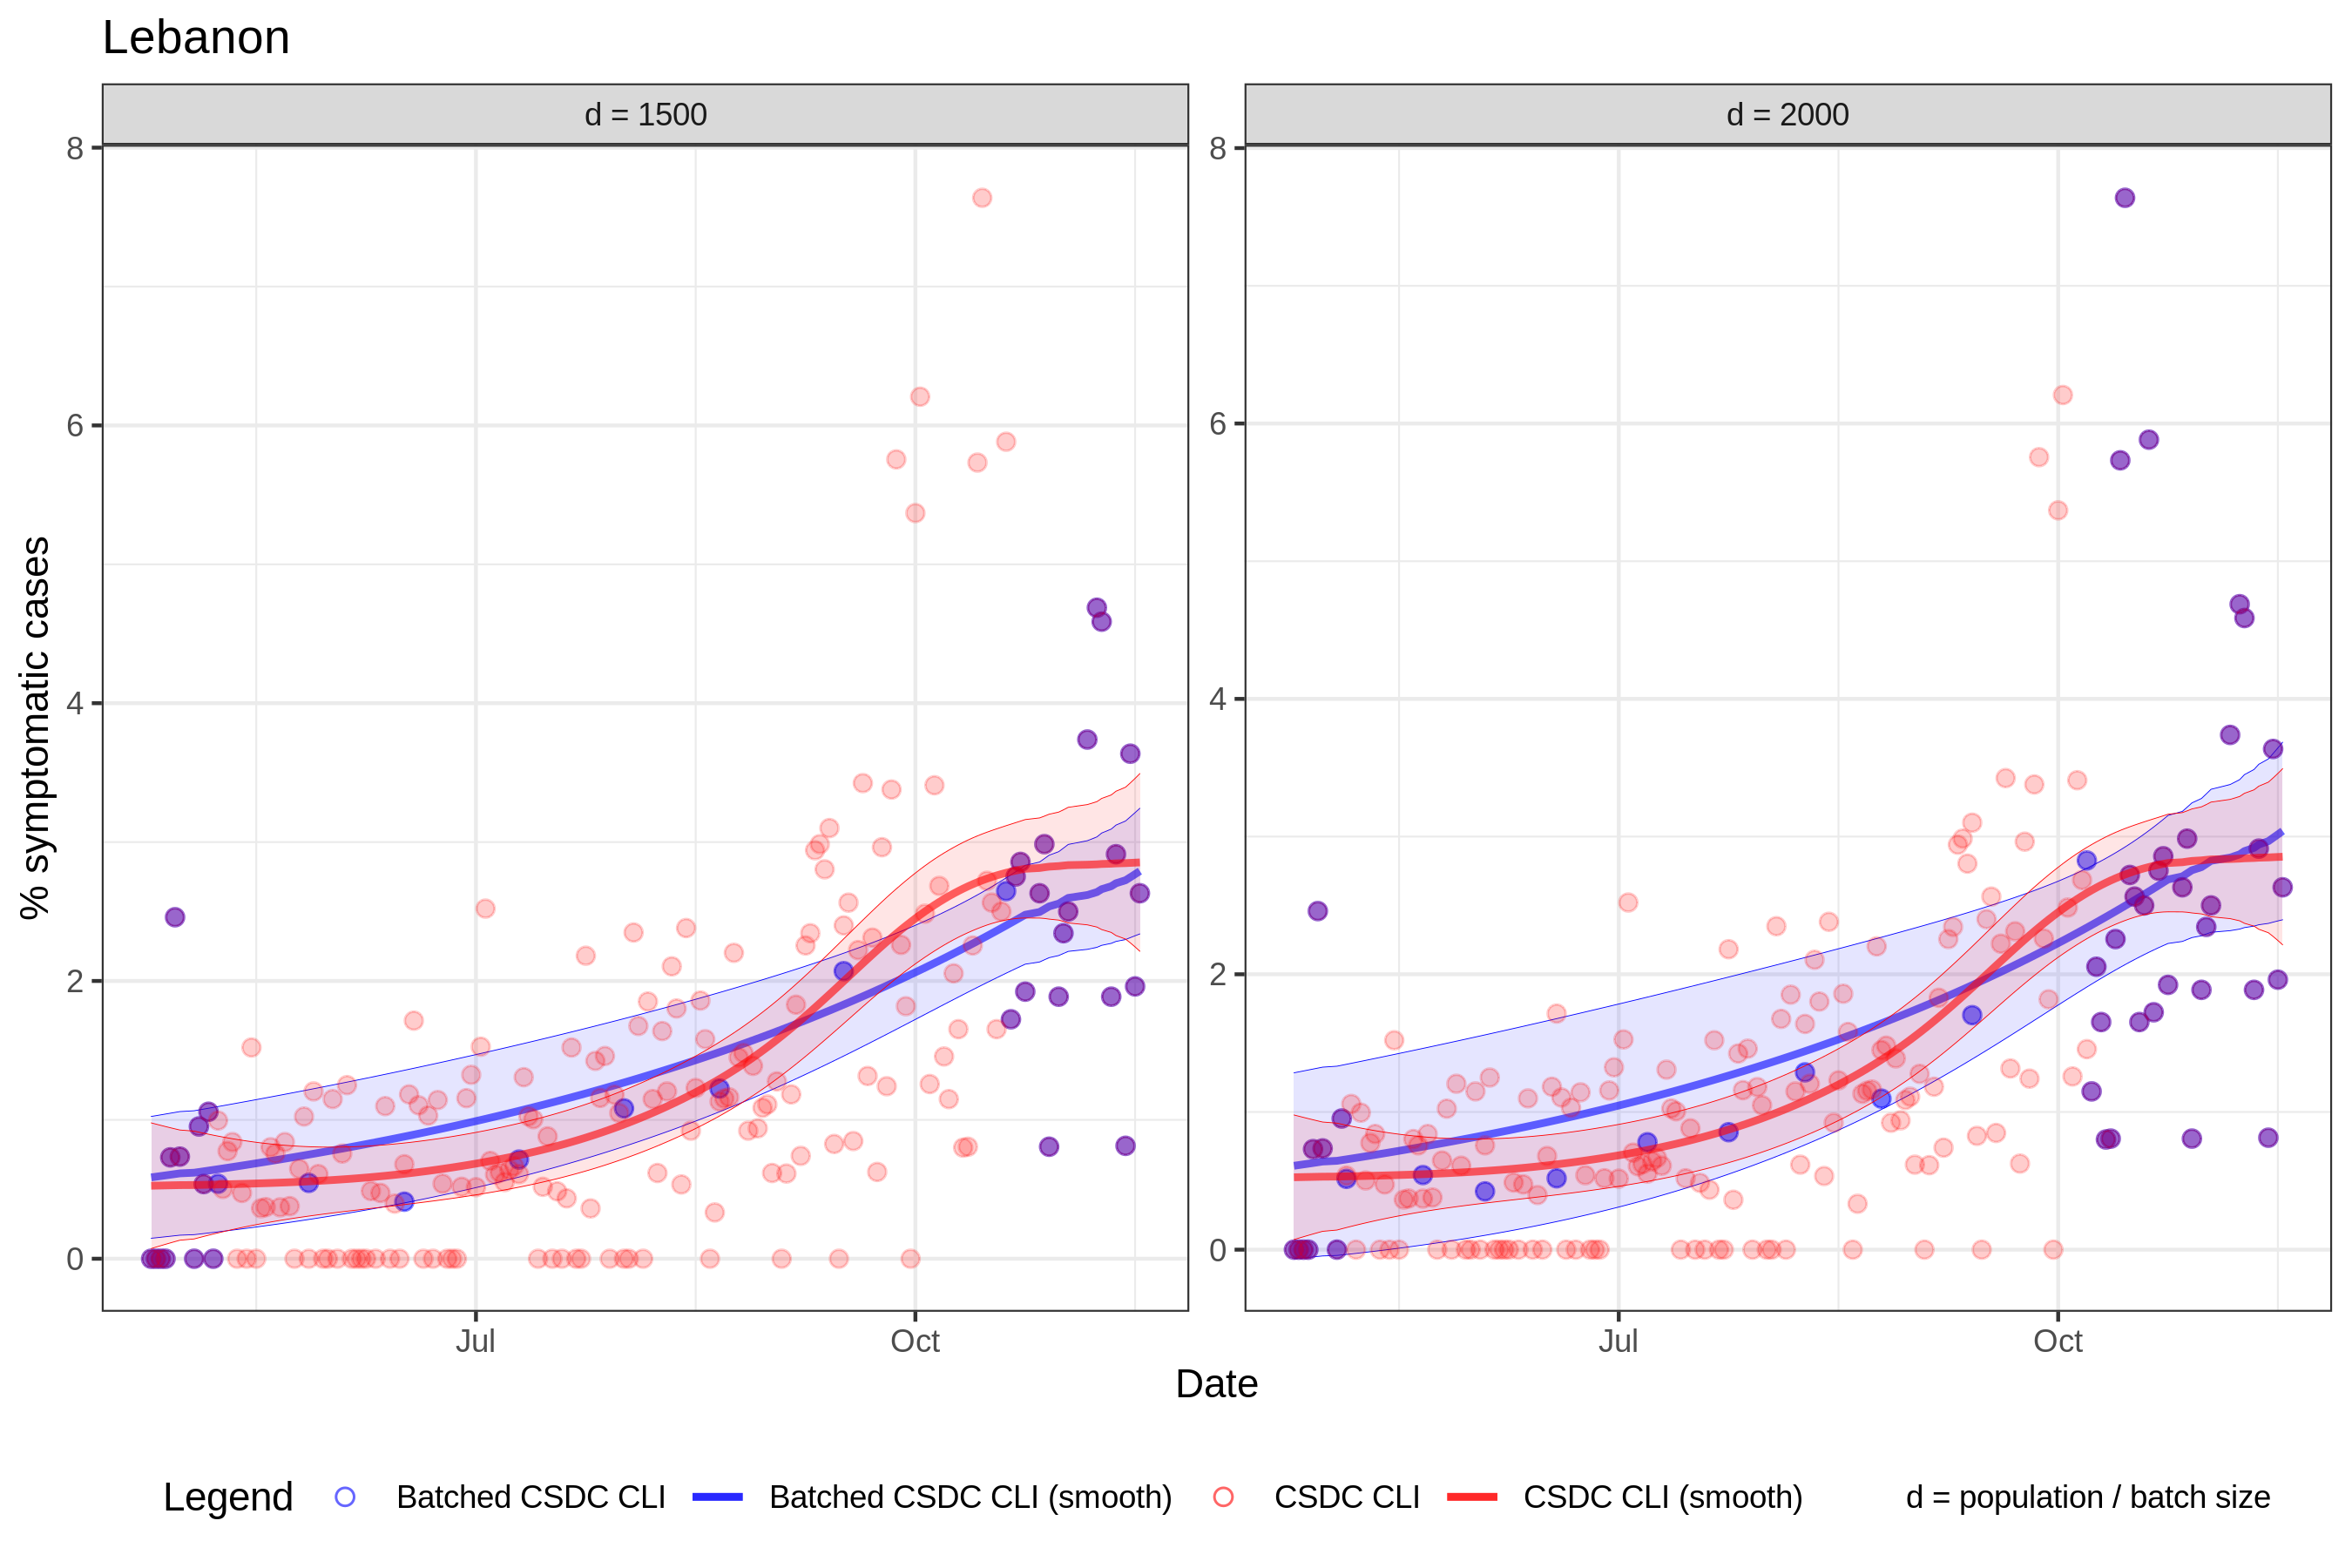 Lebanon
d = 1500
d = 2000
% symptomatic cases
8
6
4
2
0
8
6
4
2
0
Jul
Oct
Jul
Oct
Date
Legend
Batched CSDC CLI
Batched CSDC CLI (smooth)
CSDC CLI
CSDC CLI (smooth)
d = population / batch size